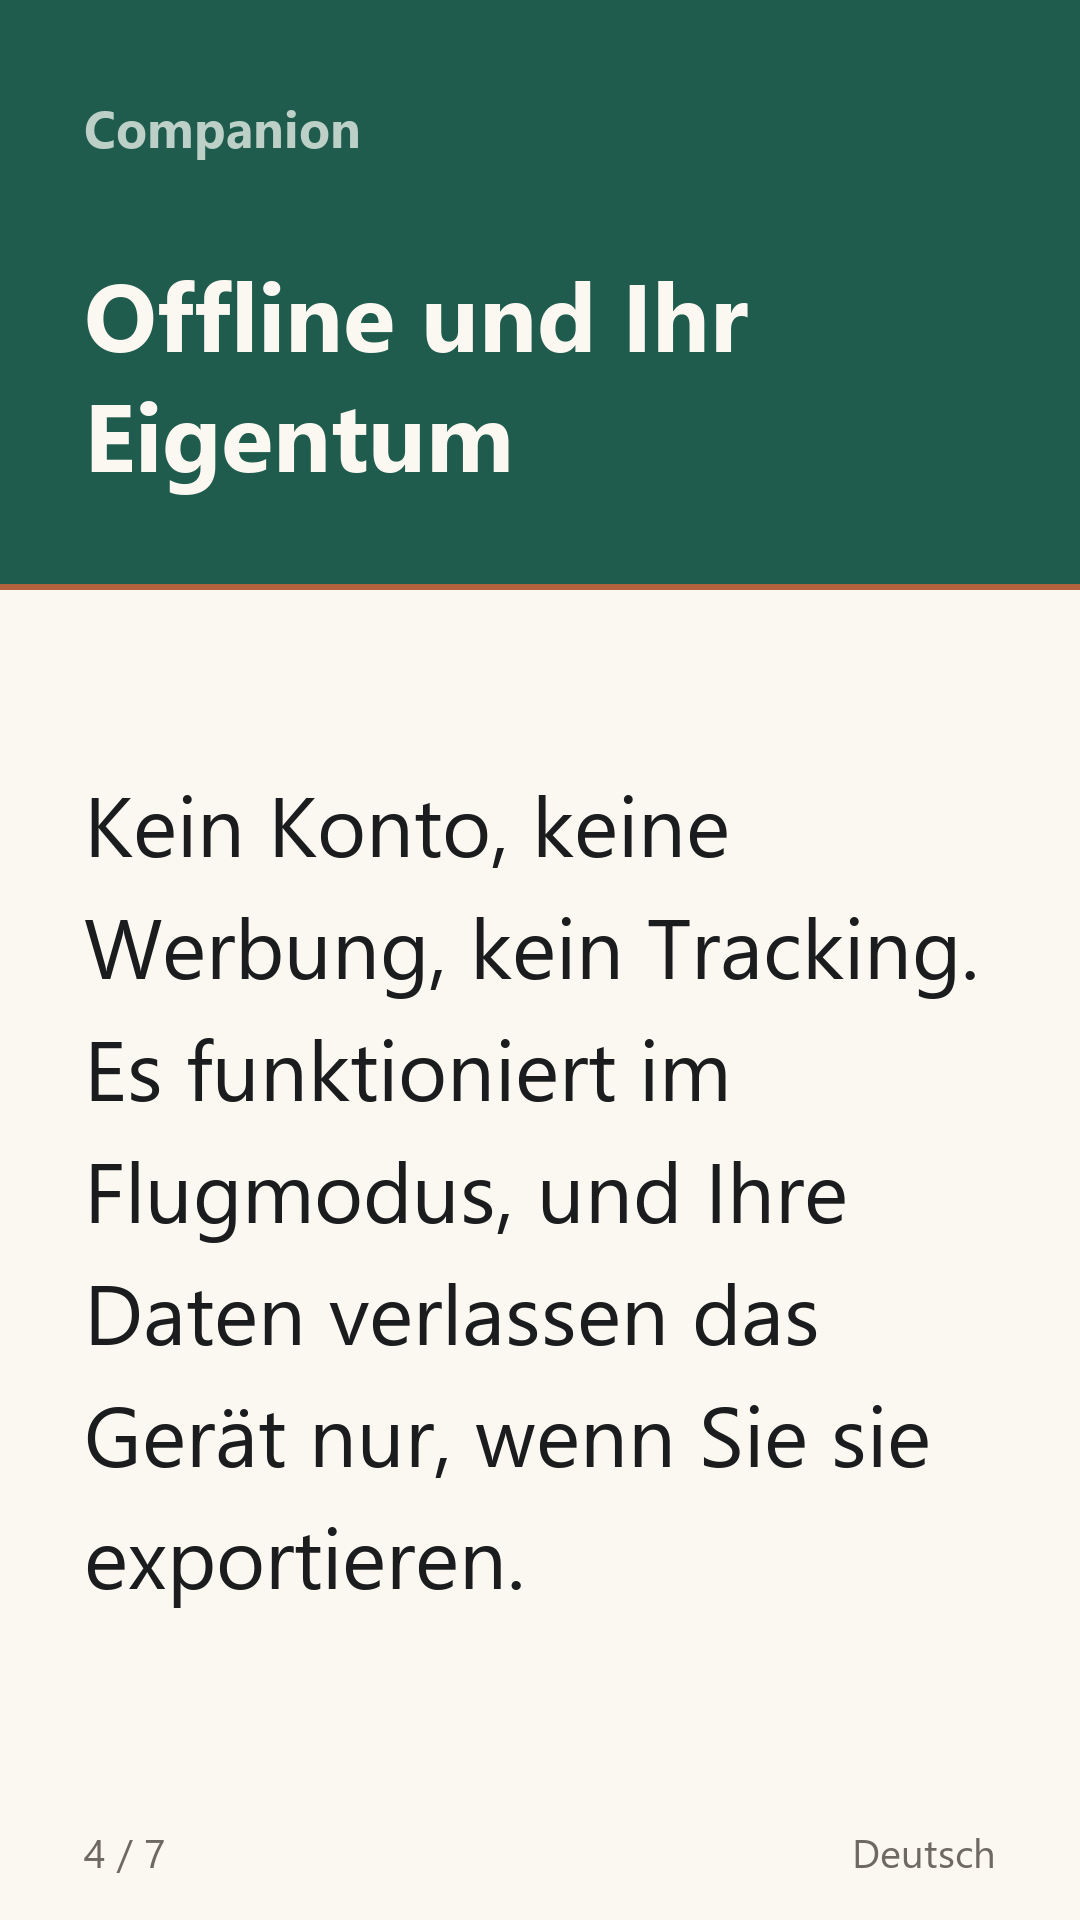 Companion
Offline und Ihr
Eigentum
Kein Konto, keine
Werbung, kein Tracking.
Es funktioniert im
Flugmodus, und Ihre
Daten verlassen das
Gerät nur, wenn Sie sie
exportieren.
4 / 7
Deutsch